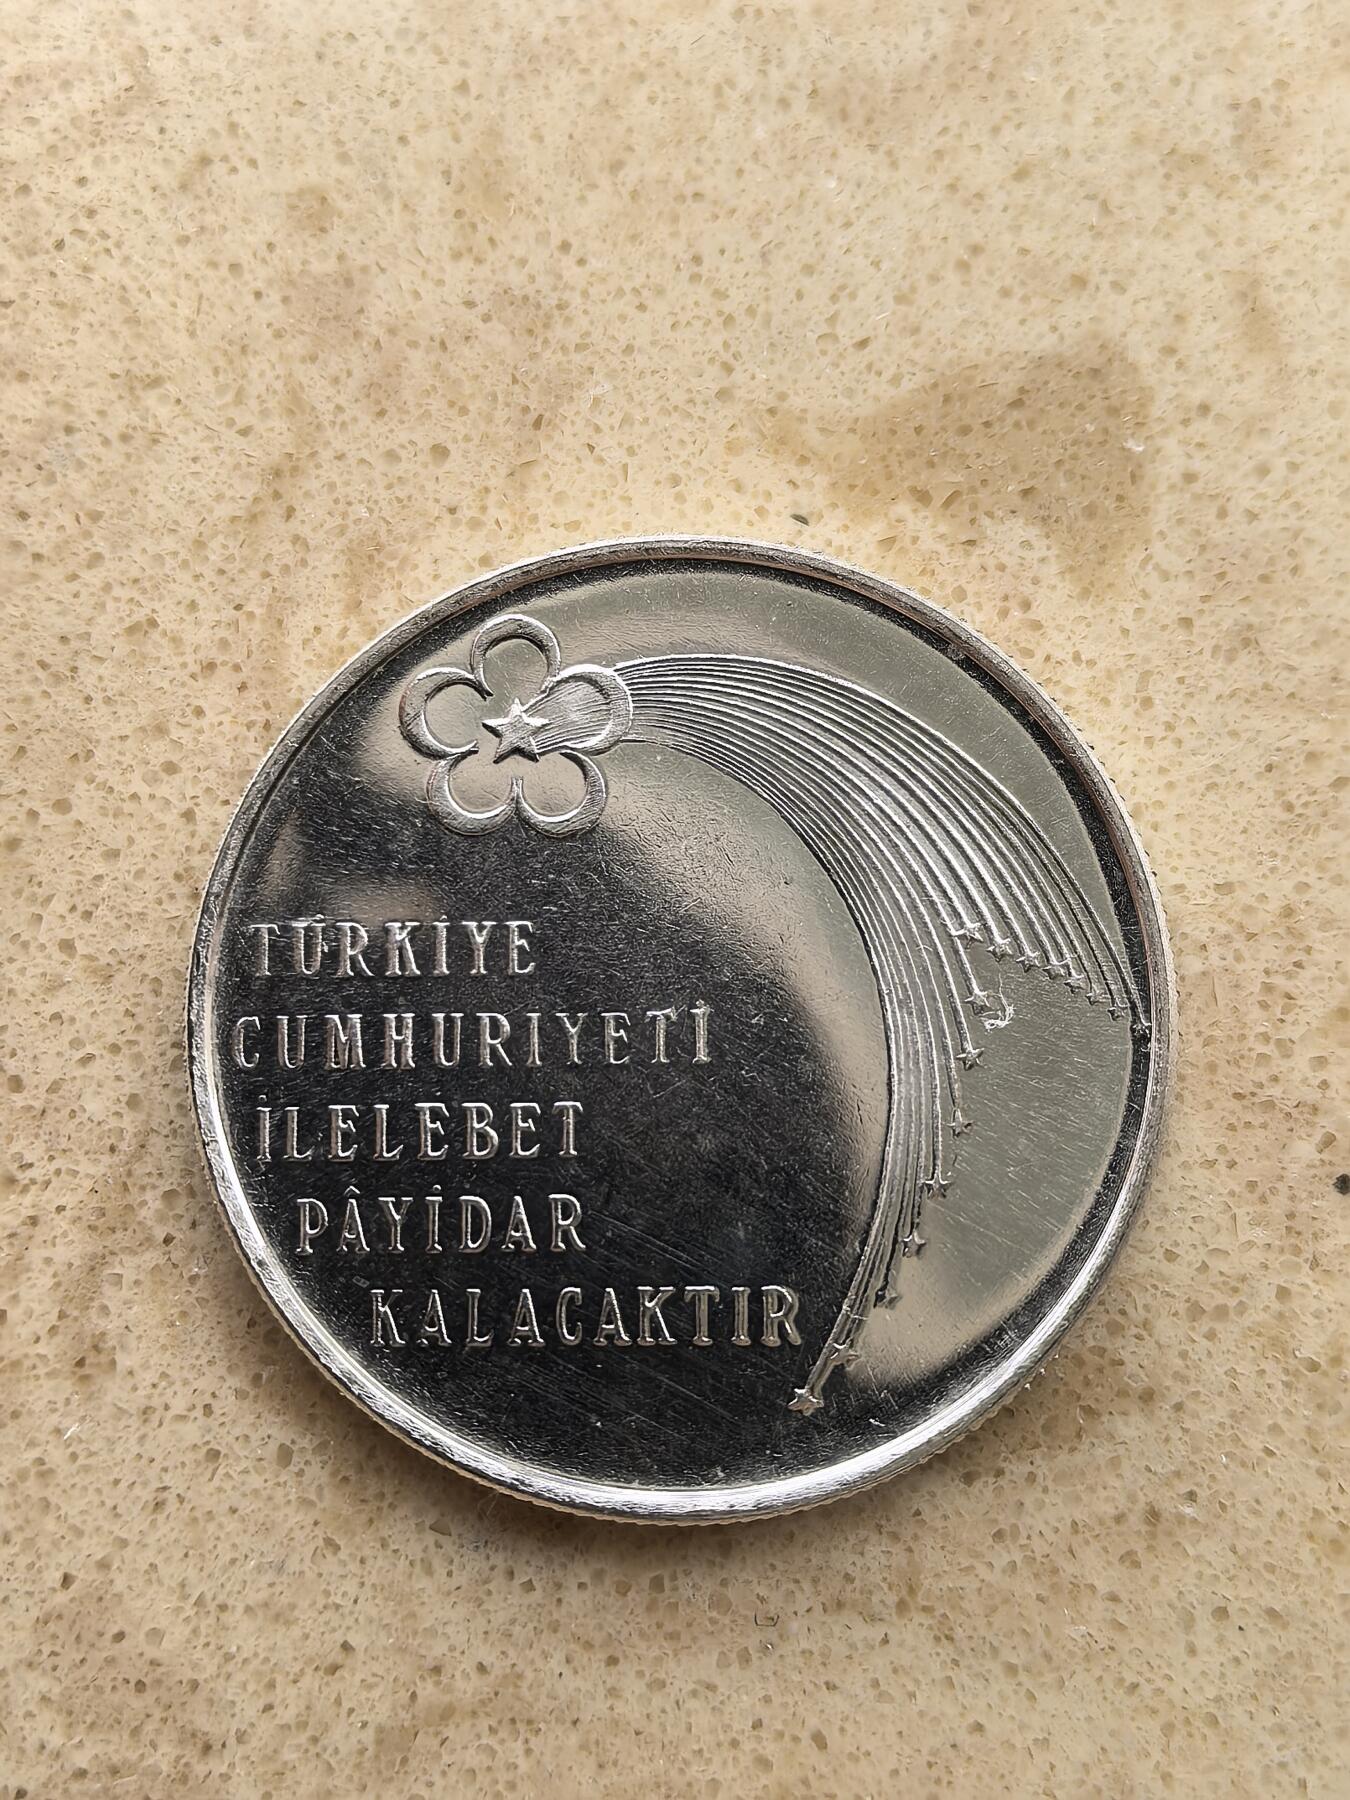 TÜRKİYE
CUMHURİYETİ
İLELEBET
PÂYİDAR
KALACAKTIR